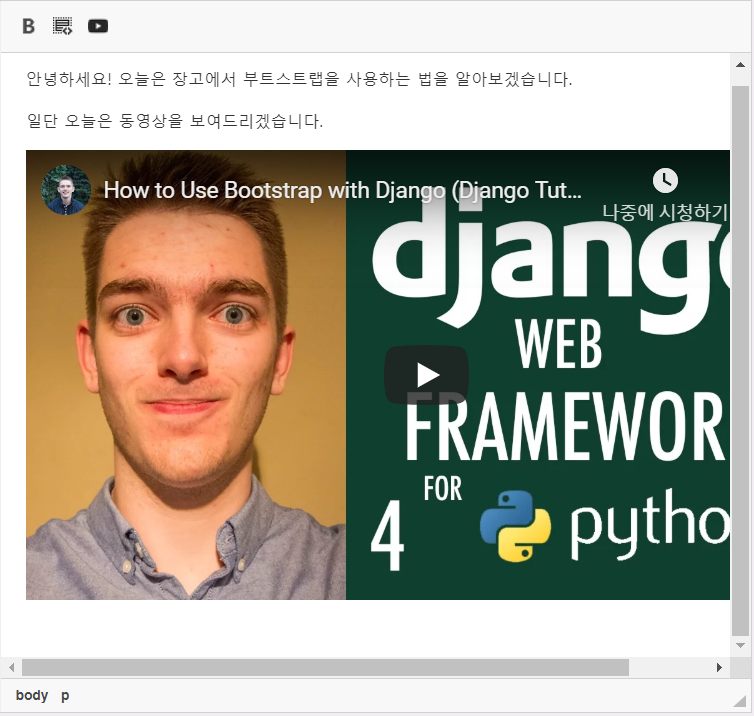 B
안녕하세요! 오늘은 장고에서 부트스트랩을 사용하는 법을 알아보겠습니다.
일단 오늘은 동영상을 보여드리겠습니다.
How to Use Bootstrap with Django (Django Tut...
나중에 시청하기
django
WEB
FRAMEWOR
FOR
4
pytho
body p